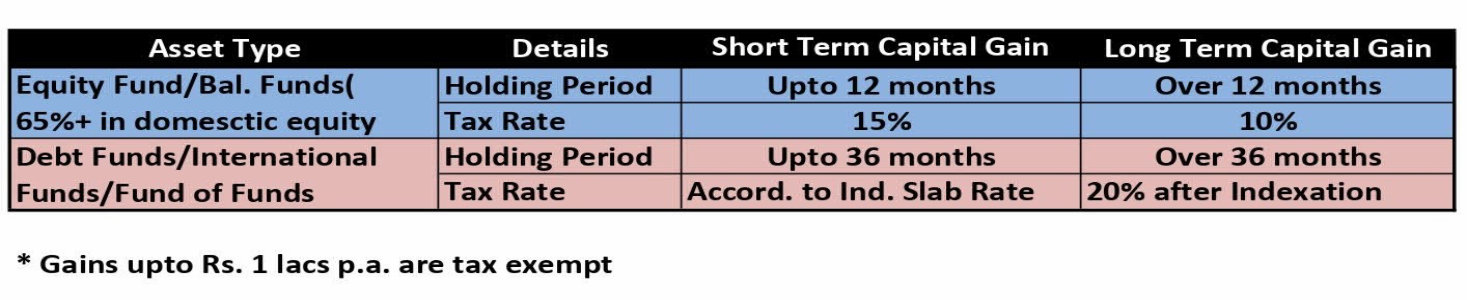 Asset Type Details Short Term Capital Gain Long Term Capital Gain
Equity Fund/Bal. Funds( Holding Period Upto 12 months Over 12 months
65%+ in domesctic equity Tax Rate 15% 10%
Debt Funds/International Holding Period Upto 36 months Over 36 months
Funds/Fund of Funds Tax Rate Accord. to Ind. Slab Rate 20% after Indexation
* Gains upto Rs. 1 lacs p.a. are tax exempt